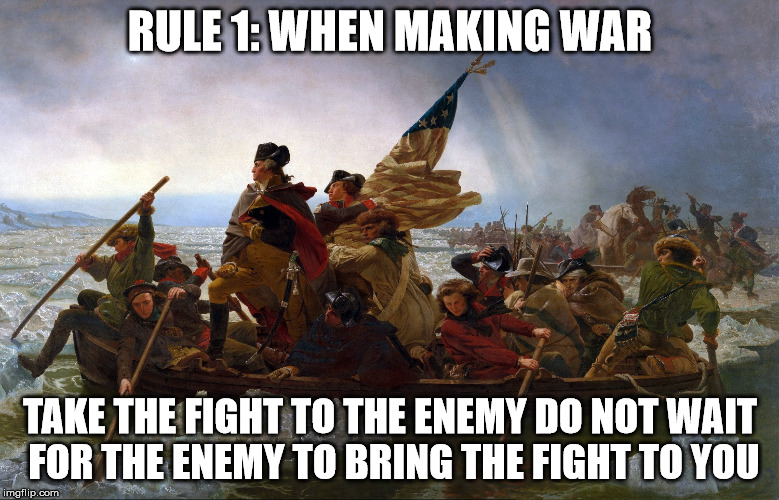 RULE 1: WHEN MAKING WAR
TAKE THE FIGHT TO THE ENEMY DO NOT WAIT
FOR THE ENEMY TO BRING THE FIGHT TO YOU
imgflip.com